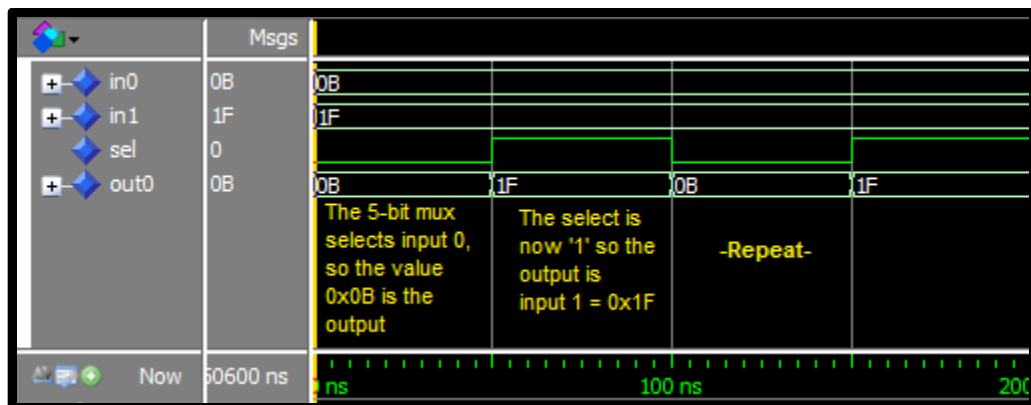 Msgs
in0 0B 0B
in1 1F 1F
sel 0
out0 0B 0B 1F 0B 1F
The 5-bit mux
selects input 0,
so the value
0x0B is the
output
The select is
now '1' so the
output is
input 1 = 0x1F
-Repeat-
Now ns
ns 100 ns